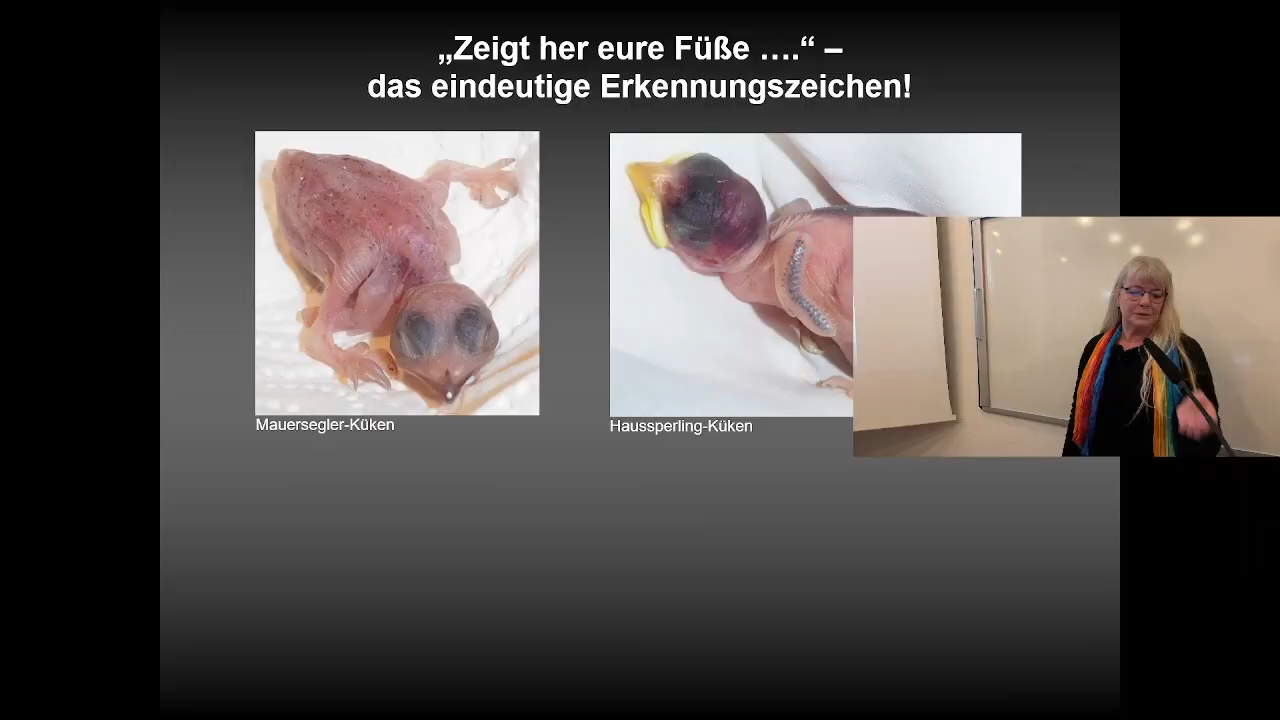 „Zeigt her eure Füße ….“ –
das eindeutige Erkennungszeichen!
Mauersegler-Küken
Haussperling-Küken